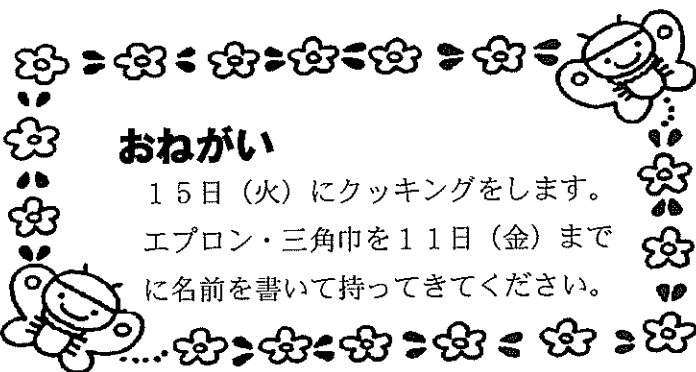 おねがい
１５日（火）にクッキングをします。
エプロン・三角巾を１１日（金）まで
に名前を書いて持ってきてください。